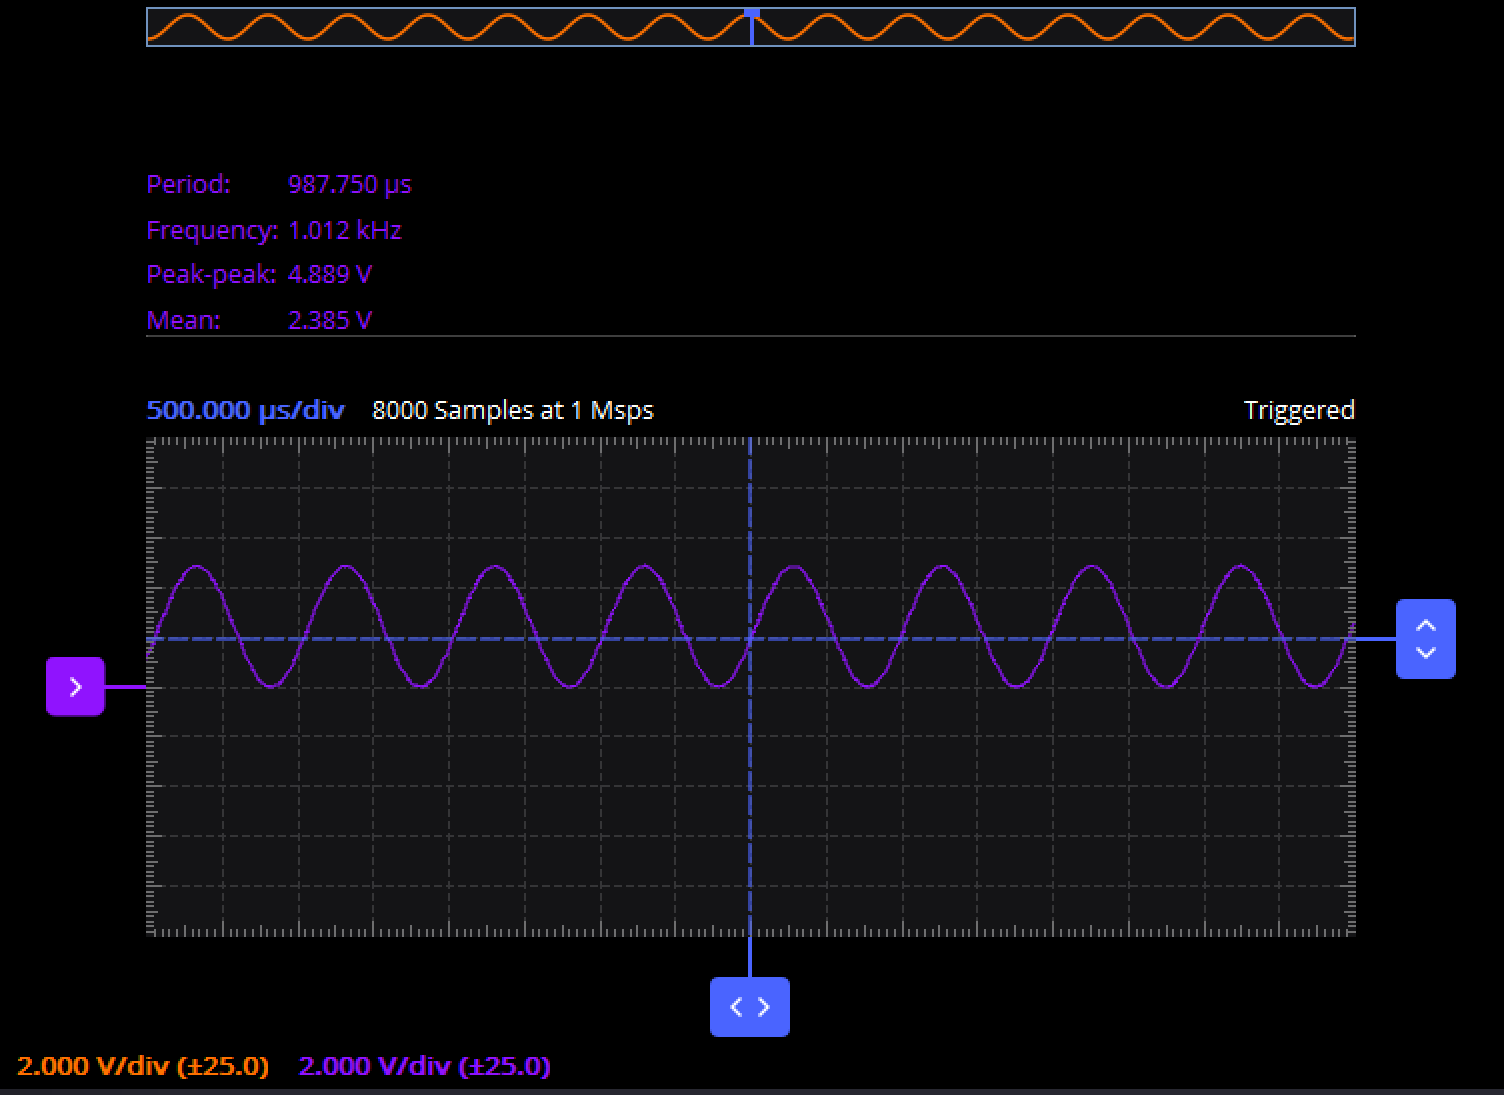 Period: 987.750 µs
Frequency: 1.012 kHz
Peak-peak: 4.889 V
Mean: 2.385 V
500.000 µs/div 8000 Samples at 1 Msps Triggered
2.000 V/div (±25.0) 2.000 V/div (±25.0)